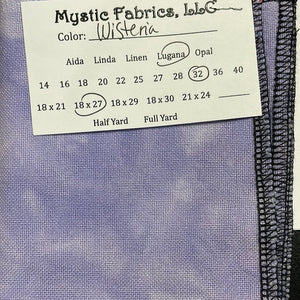 Mystic Fabrics, LLC
Color: Wisteria
Aida Linda Linen Lugana Opal
14 16 18 20 22 25 27 28 32 36 40
18 x 21 18 x 27 18 x 29 18 x 30 21 x 24
Half Yard Full Yard